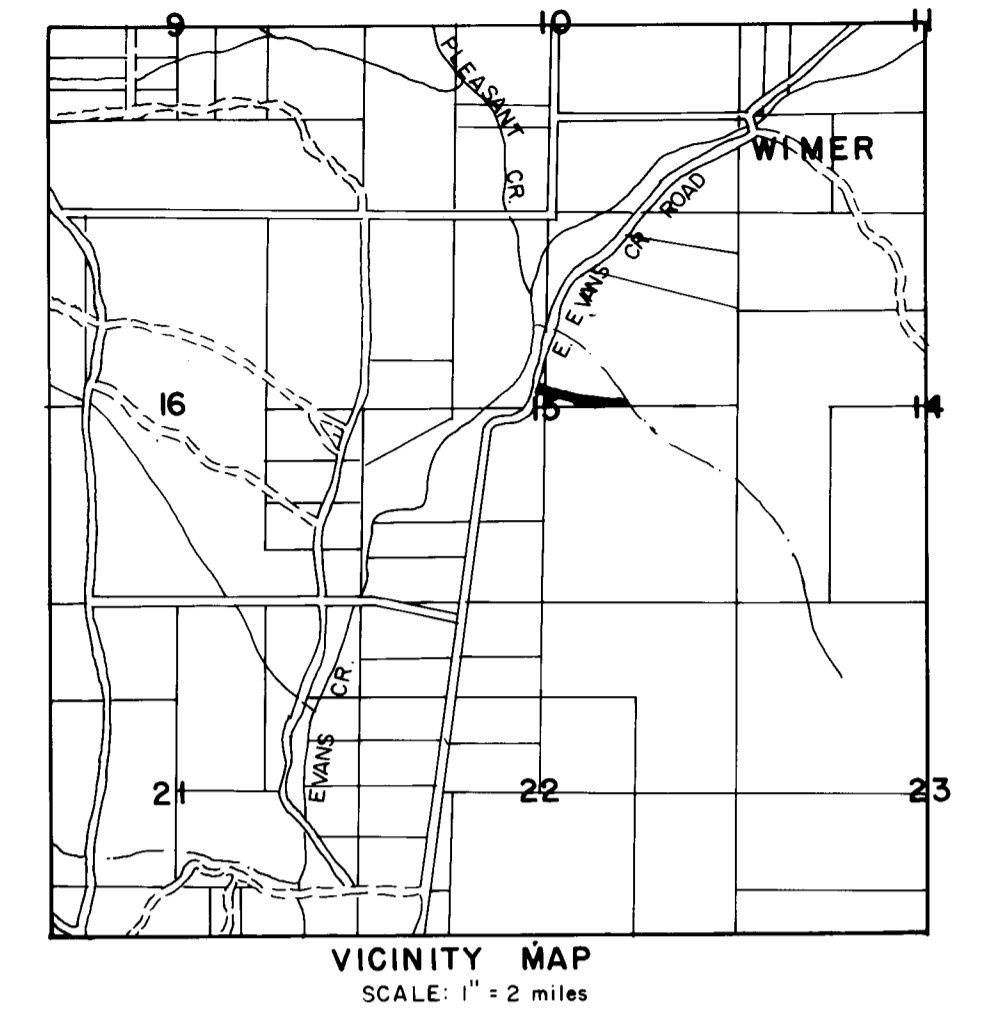 9
10
11
PLEASANT CR.
WIMER
E. EVANS CR ROAD
16
15
14
EVANS CR.
21
22
23
VICINITY MAP
SCALE: 1" = 2 miles